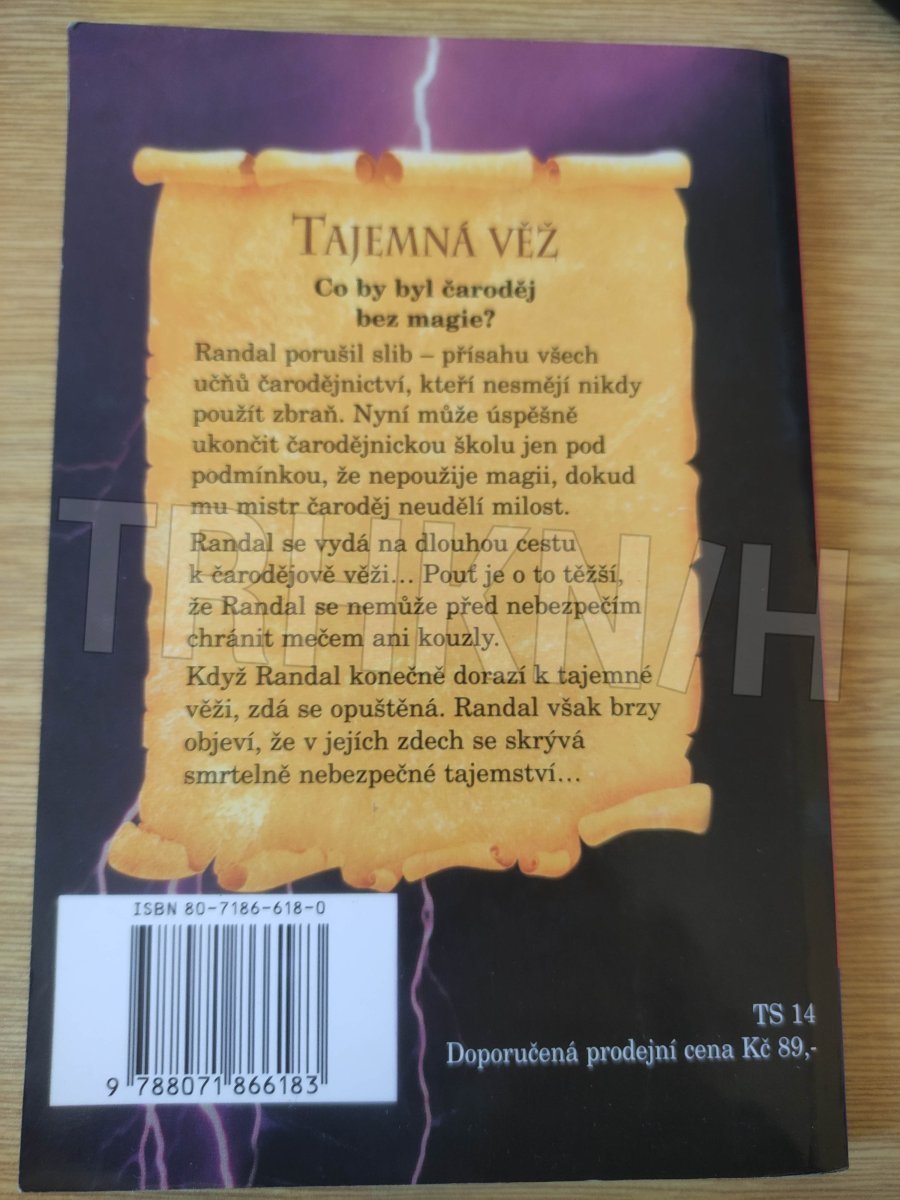 TAJEMNÁ VĚŽ
Co by byl čaroděj
bez magie?
Randal porušil slib – přísahu všech
učňů čarodějnictví, kteří nesmějí nikdy
použít zbraň. Nyní může úspěšně
ukončit čarodějnickou školu jen pod
podmínkou, že nepoužije magii, dokud
mu mistr čaroděj neudělí milost.
Randal se vydá na dlouhou cestu
k čarodějově věži... Pouť je o to těžší,
že Randal se nemůže před nebezpečím
chránit mečem ani kouzly.
Když Randal konečně dorazí k tajemné
věži, zdá se opuštěná. Randal však brzy
objeví, že v jejích zdech se skrývá
smrtelně nebezpečné tajemství...
TRHKNIH
ISBN 80-7186-618-0
9 788071 866183
TS 14
Doporučená prodejní cena Kč 89,-